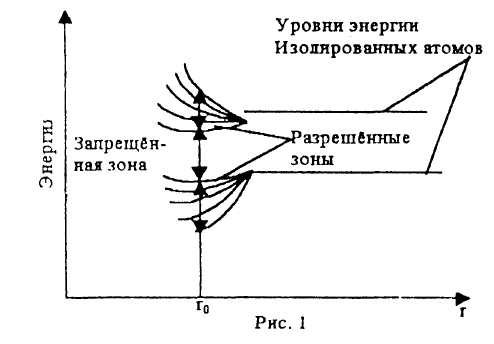 Уровни энергии
Изолированных атомов
Запрещён-
ная зона
Разрешённые
зоны
Энергия
r₀
r
Рис. 1